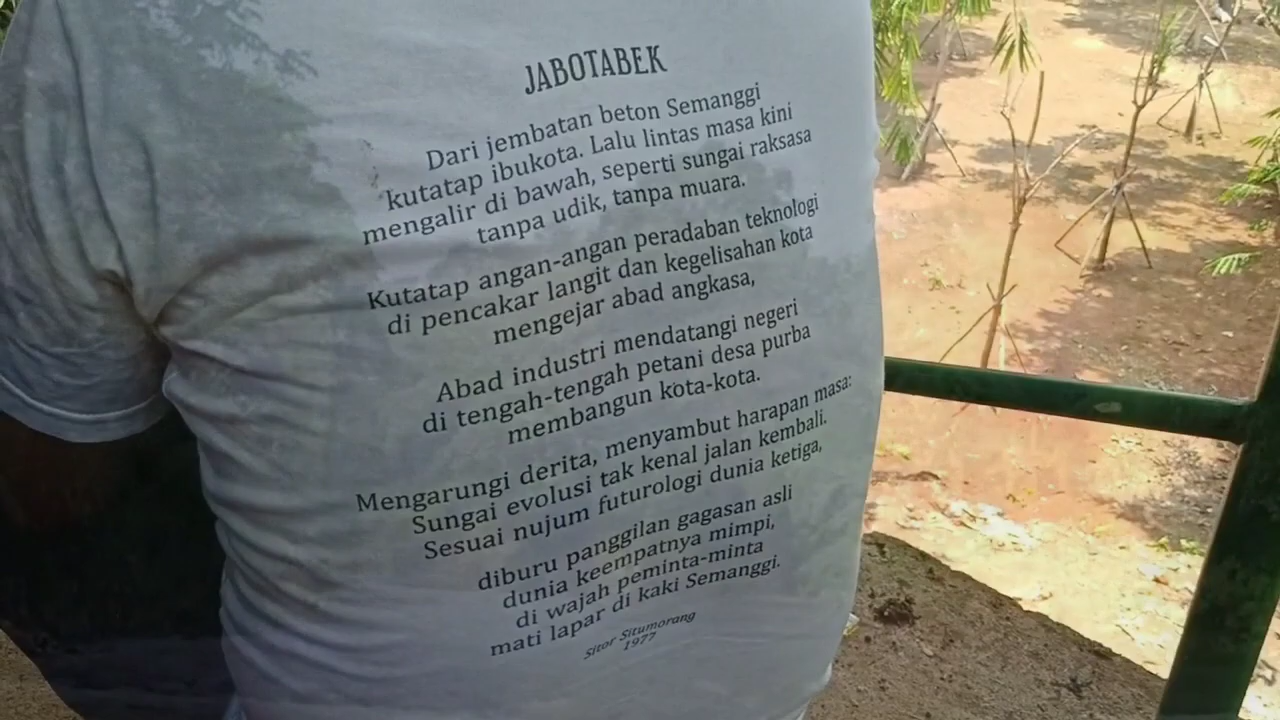 JABOTABEK
Dari jembatan beton Semanggi
kutatap ibukota. Lalu lintas masa kini
mengalir di bawah, seperti sungai raksasa
tanpa udik, tanpa muara.
Kutatap angan-angan peradaban teknologi
di pencakar langit dan kegelisahan kota
mengejar abad angkasa,
Abad industri mendatangi negeri
di tengah-tengah petani desa purba
membangun kota-kota.
Mengarungi derita, menyambut harapan masa:
Sungai evolusi tak kenal jalan kembali.
Sesuai nujum futurologi dunia ketiga,
diburu panggilan gagasan asli
dunia keempatnya mimpi,
di wajah peminta-minta
mati lapar di kaki Semanggi.
Sitor Situmorang
1977